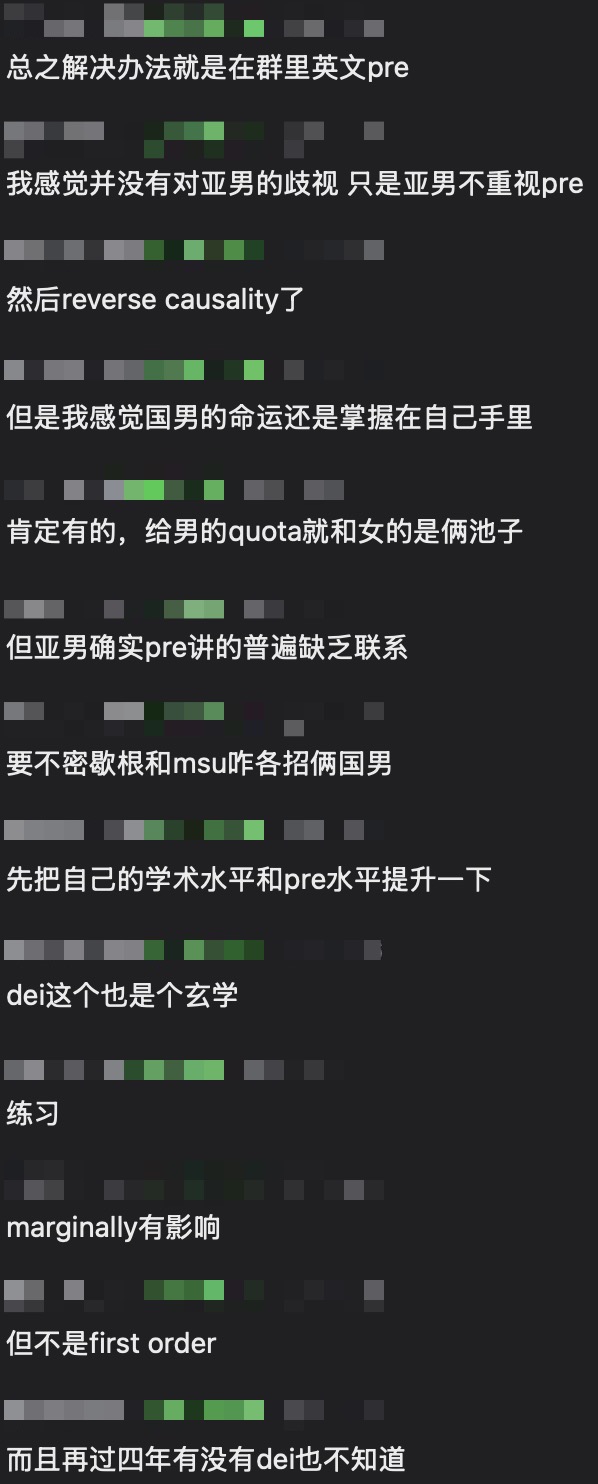 总之解决办法就是在群里英文pre
我感觉并没有对亚男的歧视 只是亚男不重视pre
然后reverse causality了
但是我感觉国男的命运还是掌握在自己手里
肯定有的，给男的quota就和女的是俩池子
但亚男确实pre讲的普遍缺乏联系
要不密歇根和msu咋各招俩国男
先把自己的学术水平和pre水平提升一下
dei这个也是个玄学
练习
marginally有影响
但不是first order
而且再过四年有没有dei也不知道